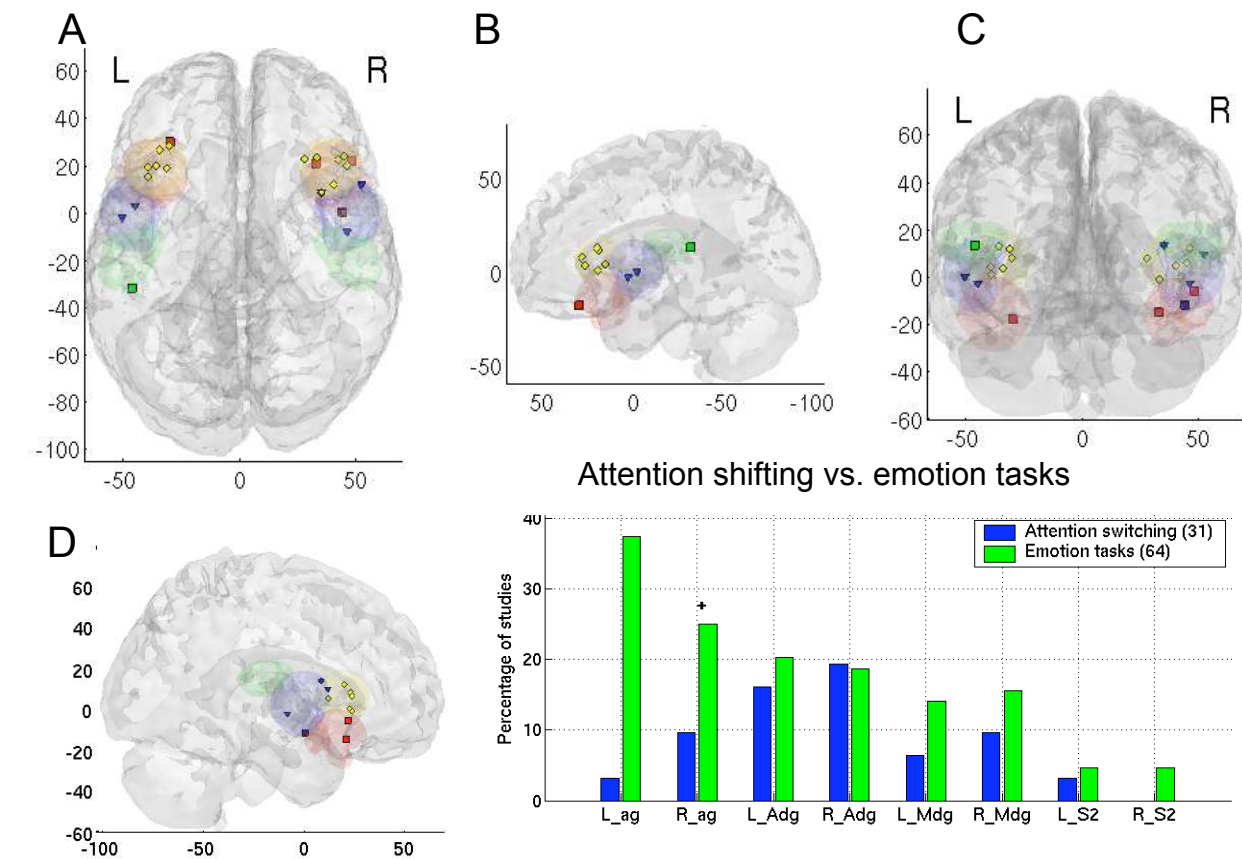 A
B
C
L R
60
40
20
0
-20
-40
-60
-80
-100
-50 0 50
50
0
-50
50 0 -50 -100
L R
60
40
20
0
-20
-40
-60
-50 0 50
Attention shifting vs. emotion tasks
D
60
40
20
0
-20
-40
-60
-100 -50 0 50
Percentage of studies
40
30
20
10
0
Attention switching (31)
Emotion tasks (64)
+
L_ag R_ag L_Adg R_Adg L_Mdg R_Mdg L_S2 R_S2